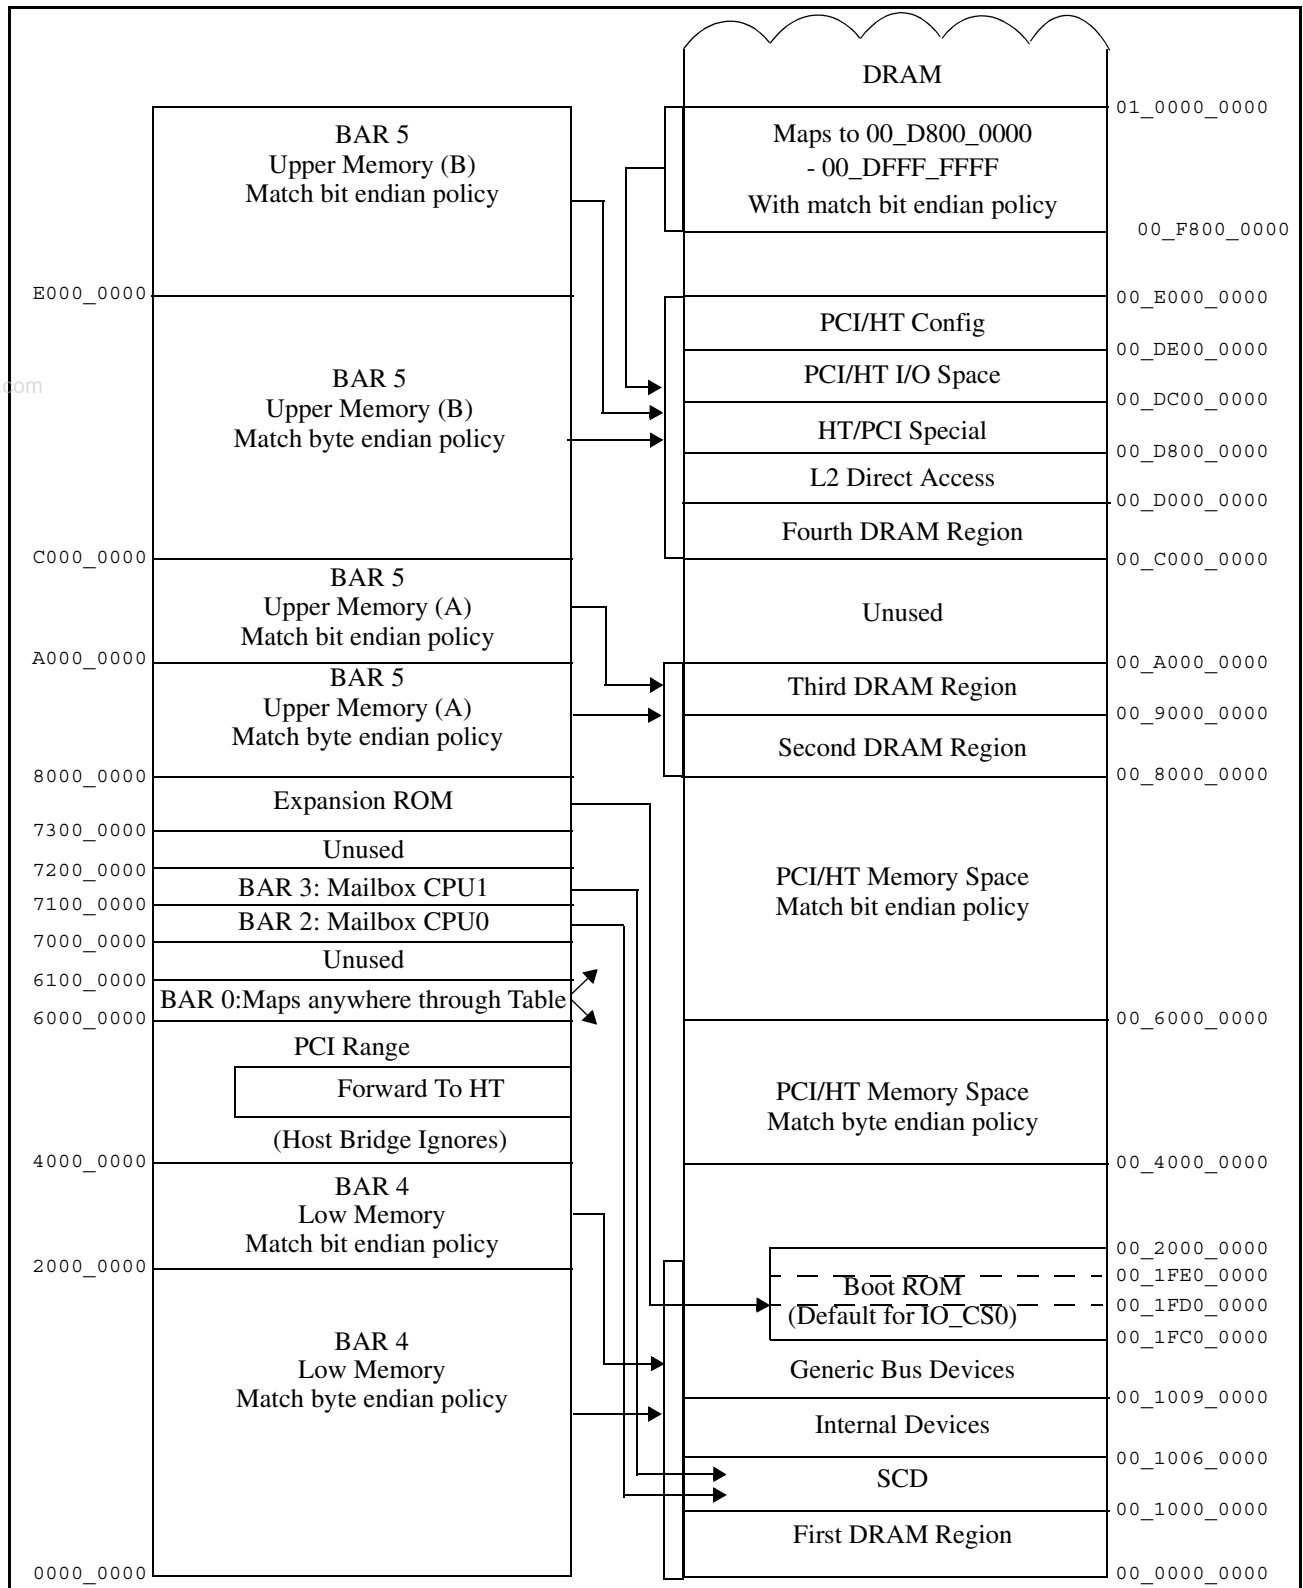 DRAM
01_0000_0000
BAR 5
Upper Memory (B)
Match bit endian policy
Maps to 00_D800_0000
- 00_DFFF_FFFF
With match bit endian policy
00_F800_0000
E000_0000
00_E000_0000
PCI/HT Config
00_DE00_0000
.com
BAR 5
Upper Memory (B)
Match byte endian policy
PCI/HT I/O Space
00_DC00_0000
HT/PCI Special
00_D800_0000
L2 Direct Access
00_D000_0000
Fourth DRAM Region
C000_0000
00_C000_0000
BAR 5
Upper Memory (A)
Match bit endian policy
Unused
A000_0000
00_A000_0000
BAR 5
Upper Memory (A)
Match byte endian policy
Third DRAM Region
00_9000_0000
Second DRAM Region
8000_0000
00_8000_0000
Expansion ROM
7300_0000
Unused
7200_0000
BAR 3: Mailbox CPU1
7100_0000
BAR 2: Mailbox CPU0
7000_0000
PCI/HT Memory Space
Match bit endian policy
Unused
6100_0000
BAR 0:Maps anywhere through Table
6000_0000
00_6000_0000
PCI Range
Forward To HT
(Host Bridge Ignores)
PCI/HT Memory Space
Match byte endian policy
4000_0000
00_4000_0000
BAR 4
Low Memory
Match bit endian policy
2000_0000
00_2000_0000
00_1FE0_0000
Boot ROM
(Default for IO_CS0)
00_1FD0_0000
00_1FC0_0000
BAR 4
Low Memory
Match byte endian policy
Generic Bus Devices
00_1009_0000
Internal Devices
00_1006_0000
SCD
00_1000_0000
First DRAM Region
0000_0000
00_0000_0000